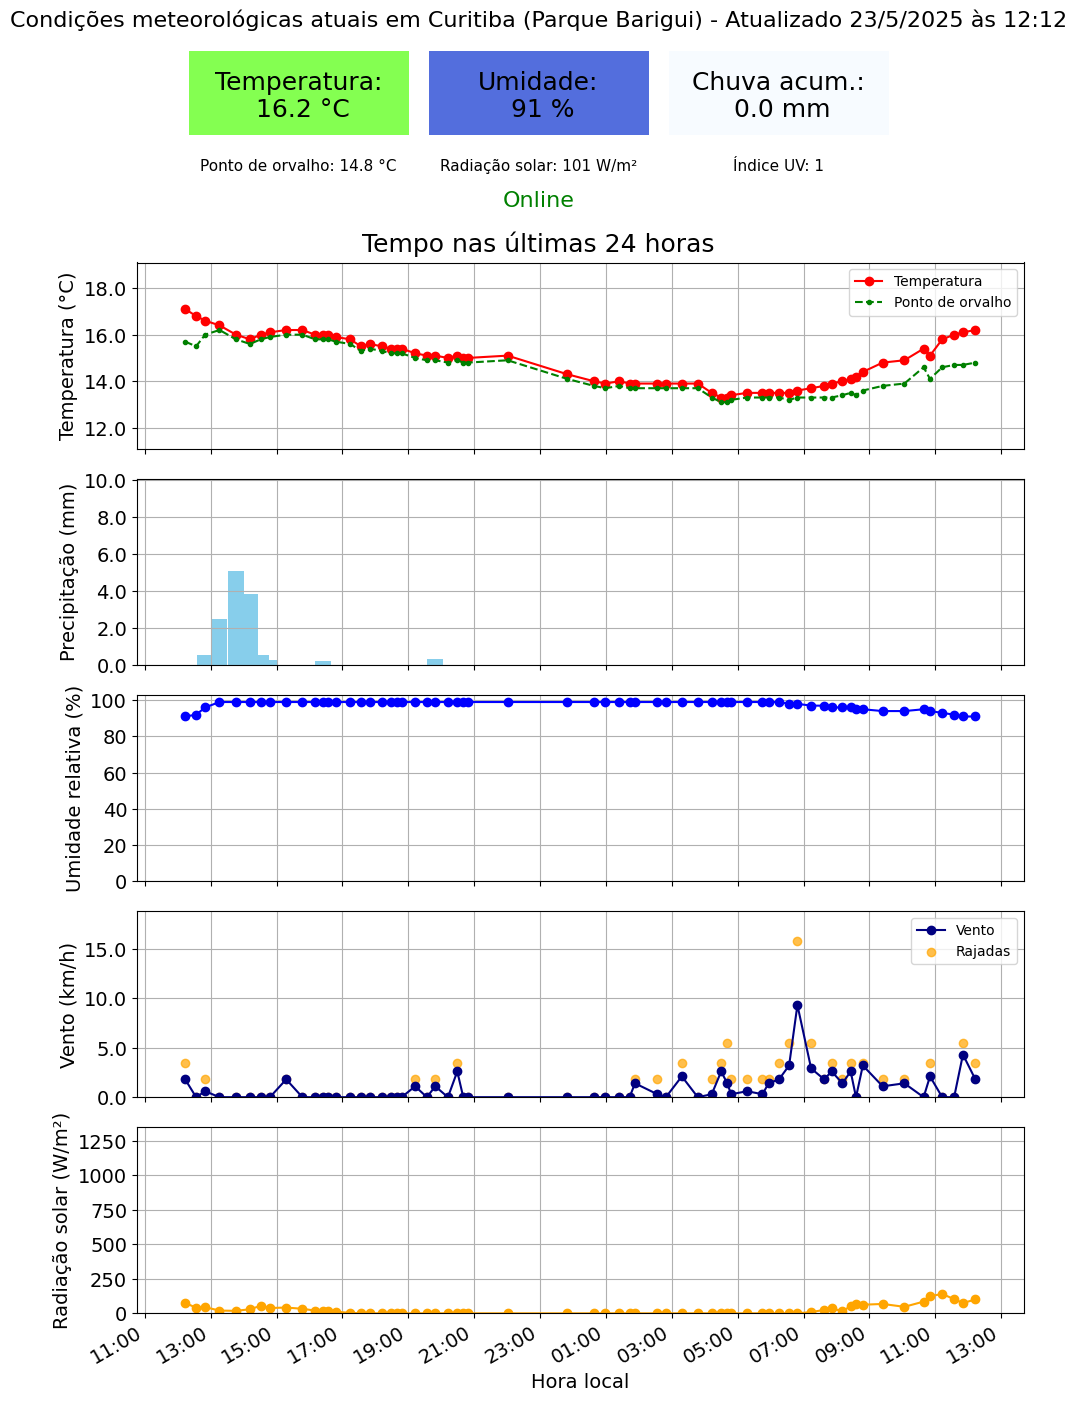 Condições meteorológicas atuais em Curitiba (Parque Barigui) - Atualizado 23/5/2025 às 12:12
Temperatura:
16.2 °C
Umidade:
91 %
Chuva acum.:
0.0 mm
Ponto de orvalho: 14.8 °C
Radiação solar: 101 W/m²
Índice UV: 1
Online
Tempo nas últimas 24 horas
Temperatura (°C)
18.0
16.0
14.0
12.0
Temperatura
Ponto de orvalho
Precipitação (mm)
10.0
8.0
6.0
4.0
2.0
0.0
Umidade relativa (%)
100
80
60
40
20
0
Vento (km/h)
15.0
10.0
5.0
0.0
Vento
Rajadas
Radiação solar (W/m²)
1250
1000
750
500
250
0
11:00
13:00
15:00
17:00
19:00
21:00
23:00
01:00
03:00
05:00
07:00
09:00
11:00
13:00
Hora local